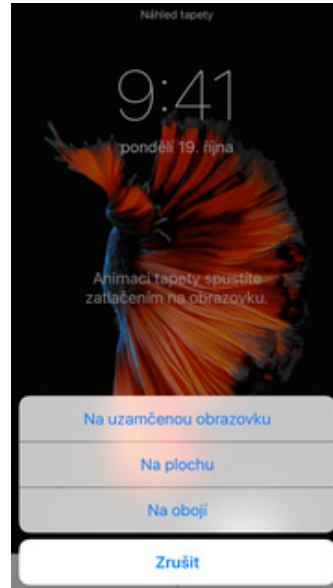 Náhled tapety
9:41
pondělí 19. října
Animaci tapety spustíte
zatlačením na obrazovku.
Na uzamčenou obrazovku
Na plochu
Na obojí
Zrušit